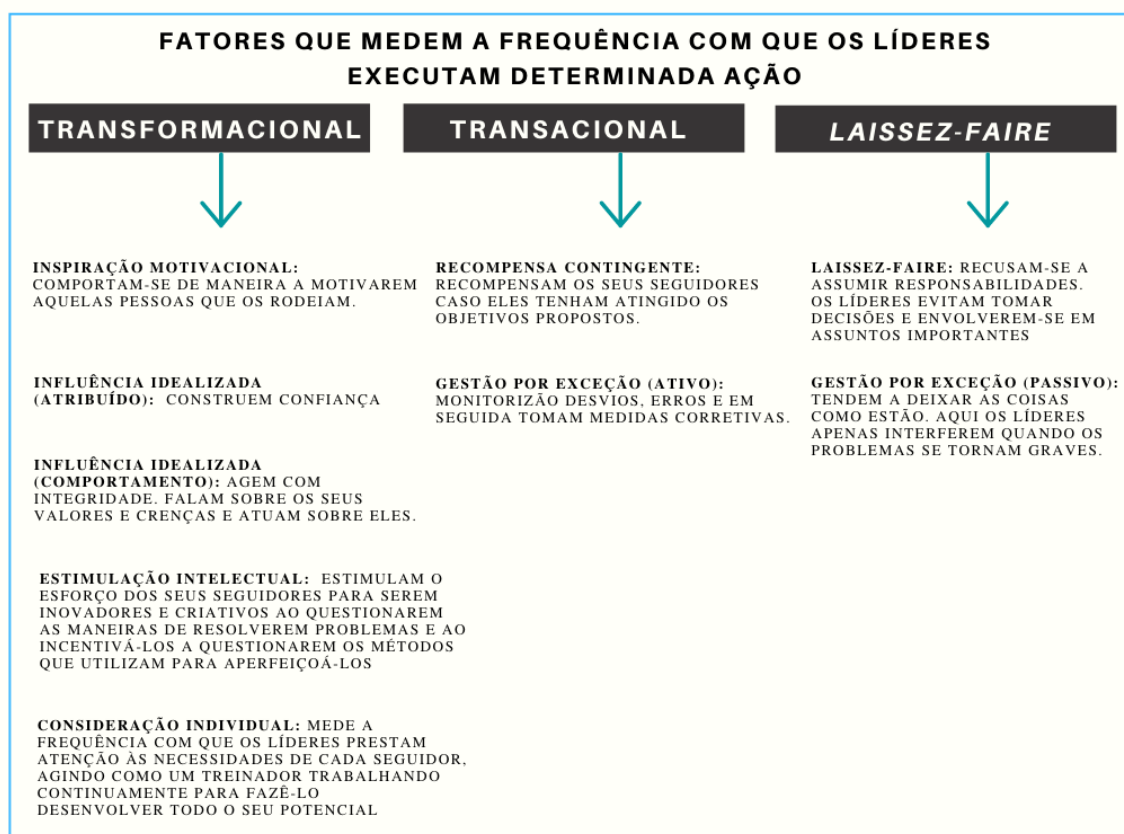 FATORES QUE MEDEM A FREQUÊNCIA COM QUE OS LÍDERES
EXECUTAM DETERMINADA AÇÃO
TRANSFORMACIONAL
INSPIRAÇÃO MOTIVACIONAL:
COMPORTAM-SE DE MANEIRA A MOTIVAREM
AQUELAS PESSOAS QUE OS RODEIAM.
INFLUÊNCIA IDEALIZADA
(ATRIBUÍDO): CONSTRUEM CONFIANÇA
INFLUÊNCIA IDEALIZADA
(COMPORTAMENTO): AGEM COM
INTEGRIDADE. FALAM SOBRE OS SEUS
VALORES E CRENÇAS E ATUAM SOBRE ELES.
ESTIMULAÇÃO INTELECTUAL: ESTIMULAM O
ESFORÇO DOS SEUS SEGUIDORES PARA SEREM
INOVADORES E CRIATIVOS AO QUESTIONAREM
AS MANEIRAS DE RESOLVEREM PROBLEMAS E AO
INCENTIVÁ-LOS A QUESTIONAREM OS MÉTODOS
QUE UTILIZAM PARA APERFEIÇOÁ-LOS
CONSIDERAÇÃO INDIVIDUAL: MEDE A
FREQUÊNCIA COM QUE OS LÍDERES PRESTAM
ATENÇÃO ÀS NECESSIDADES DE CADA SEGUIDOR,
AGINDO COMO UM TREINADOR TRABALHANDO
CONTINUAMENTE PARA FAZÊ-LO
DESENVOLVER TODO O SEU POTENCIAL
TRANSACIONAL
RECOMPENSA CONTINGENTE:
RECOMPENSAM OS SEUS SEGUIDORES
CASO ELES TENHAM ATINGIDO OS
OBJETIVOS PROPOSTOS.
GESTÃO POR EXCEÇÃO (ATIVO):
MONITORIZÃO DESVIOS, ERROS E EM
SEGUIDA TOMAM MEDIDAS CORRETIVAS.
LAISSEZ-FAIRE
LAISSEZ-FAIRE: RECUSAM-SE A
ASSUMIR RESPONSABILIDADES.
OS LÍDERES EVITAM TOMAR
DECISÕES E ENVOLVEREM-SE EM
ASSUNTOS IMPORTANTES
GESTÃO POR EXCEÇÃO (PASSIVO):
TENDEM A DEIXAR AS COISAS
COMO ESTÃO. AQUI OS LÍDERES
APENAS INTERFEREM QUANDO OS
PROBLEMAS SE TORNAM GRAVES.